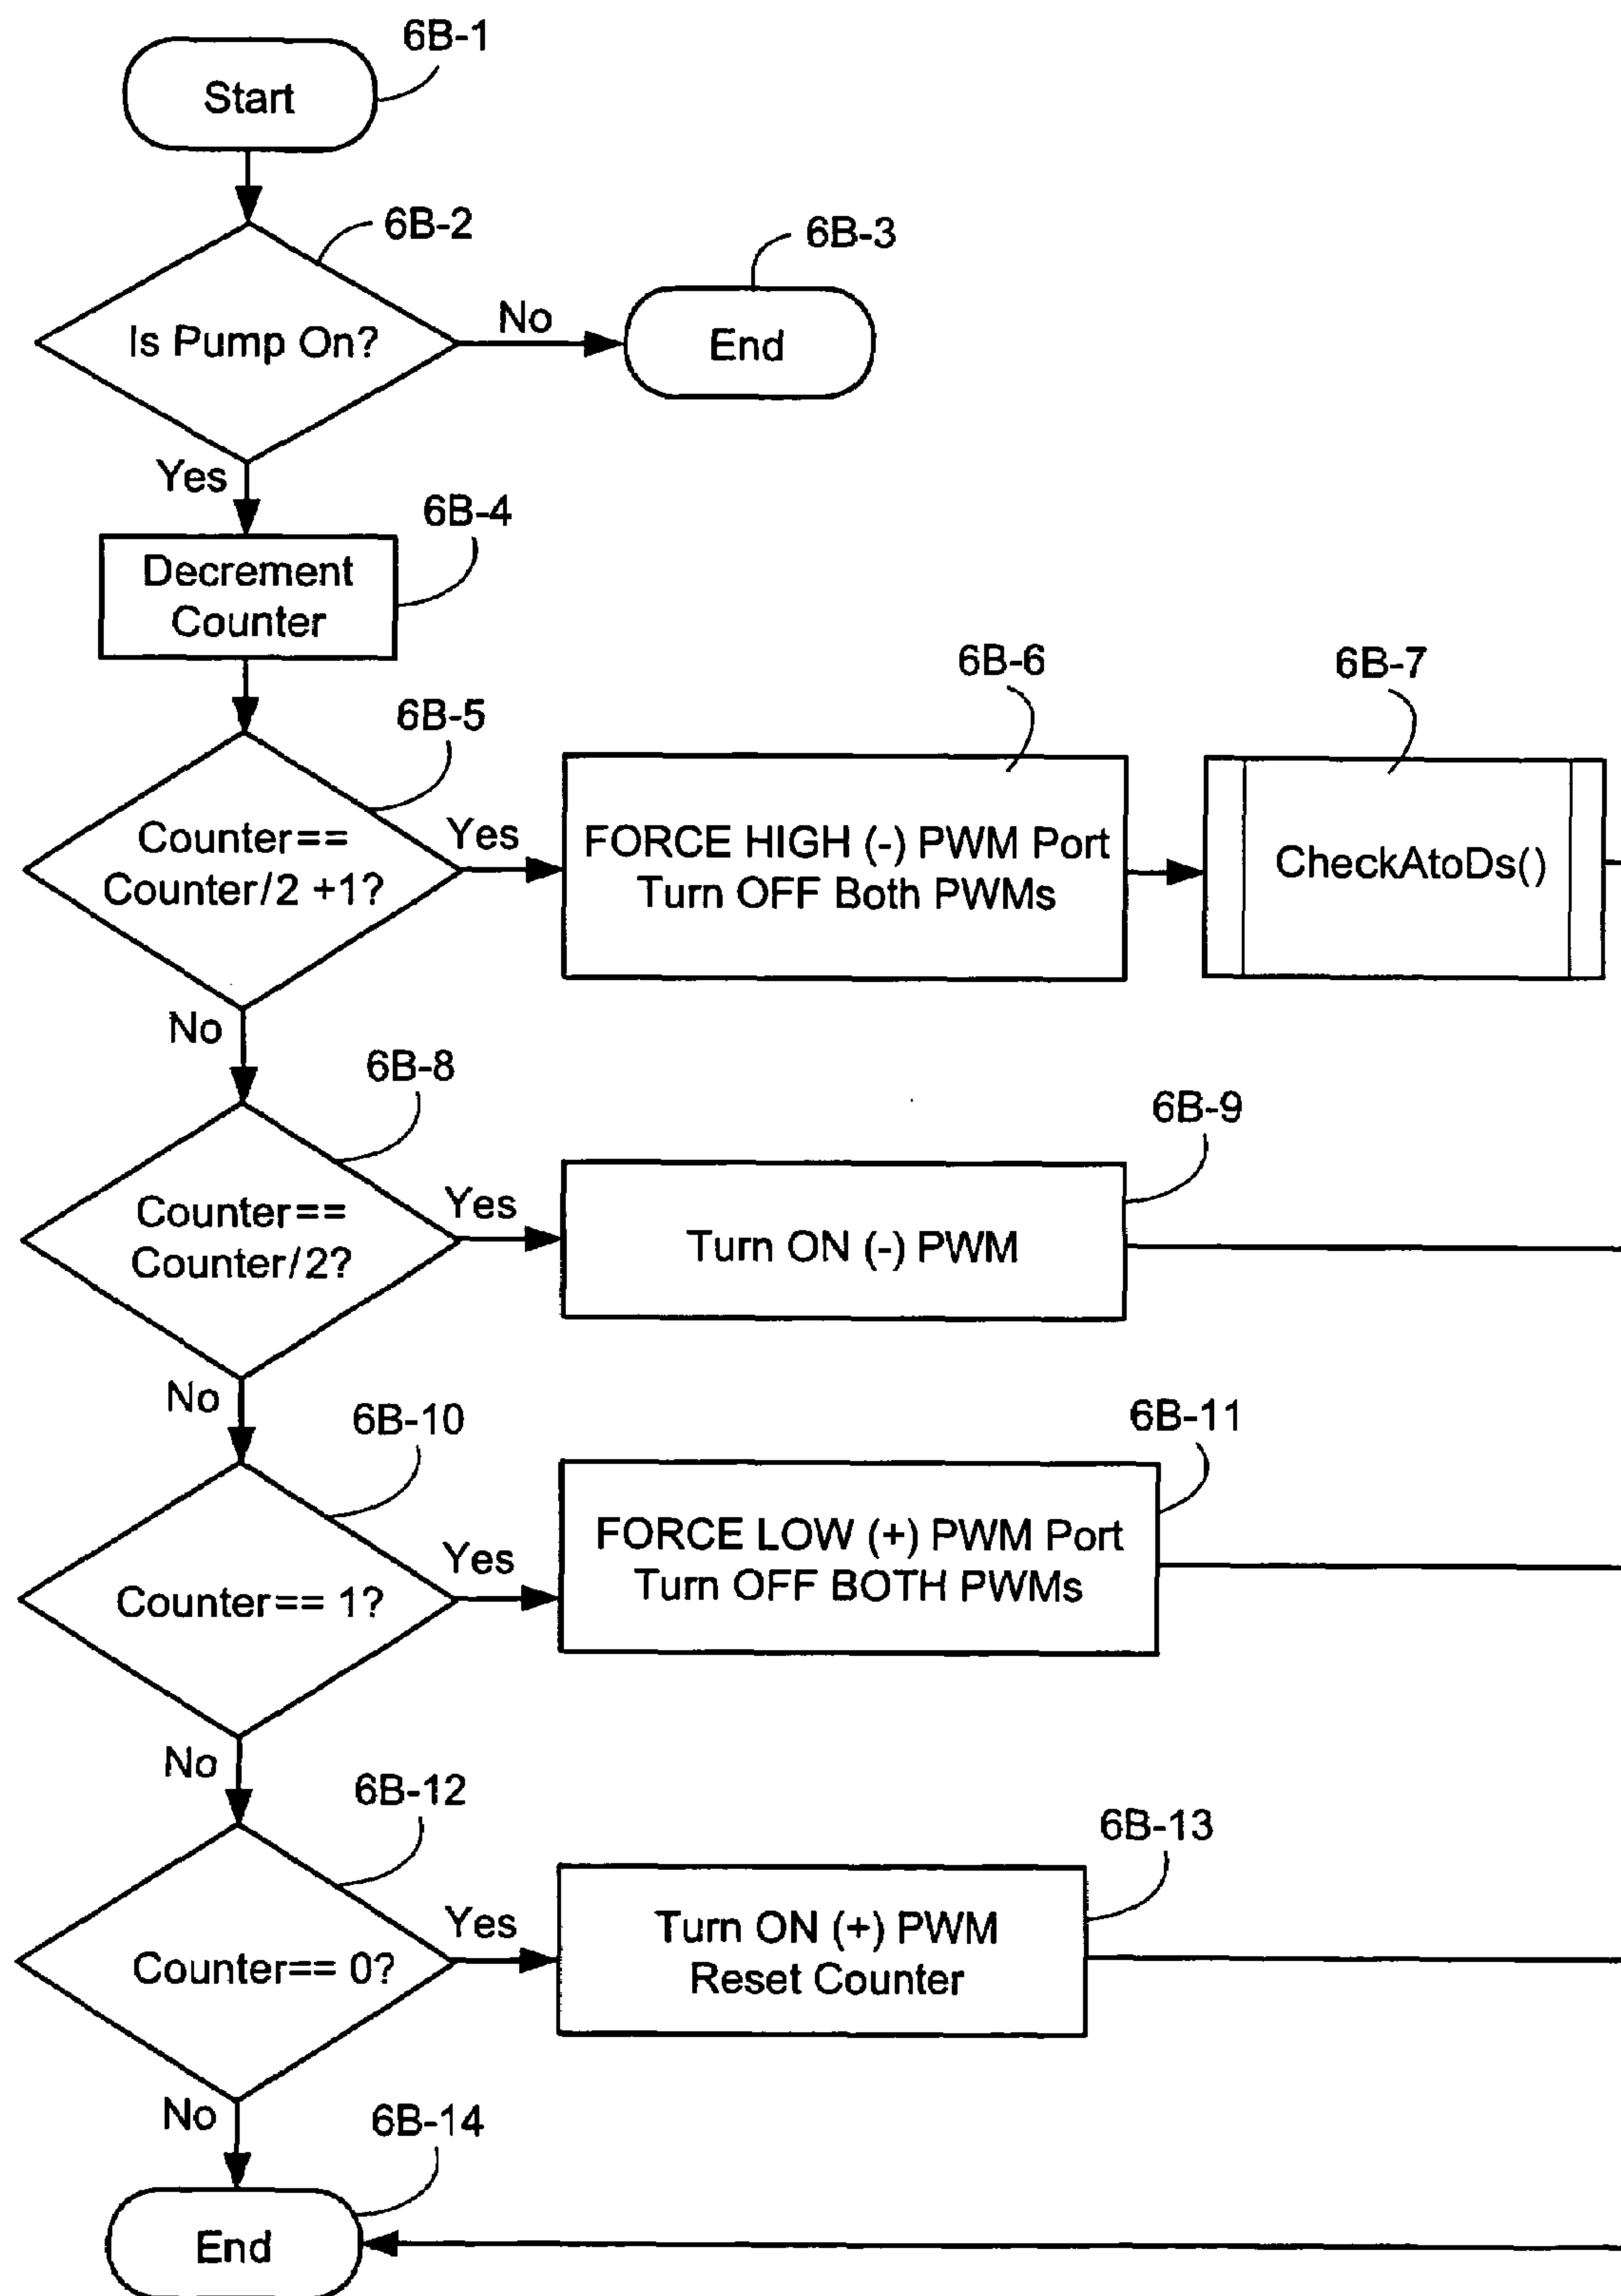 6B-1
Start
6B-2
6B-3
Is Pump On?
No
End
Yes
6B-4
Decrement
Counter
6B-5
6B-6
6B-7
Counter==
Counter/2 +1?
Yes
FORCE HIGH (-) PWM Port
Turn OFF Both PWMs
CheckAtoDs()
No
6B-8
6B-9
Counter==
Counter/2?
Yes
Turn ON (-) PWM
No
6B-10
6B-11
Counter== 1?
Yes
FORCE LOW (+) PWM Port
Turn OFF BOTH PWMs
No
6B-12
6B-13
Counter== 0?
Yes
Turn ON (+) PWM
Reset Counter
No
6B-14
End